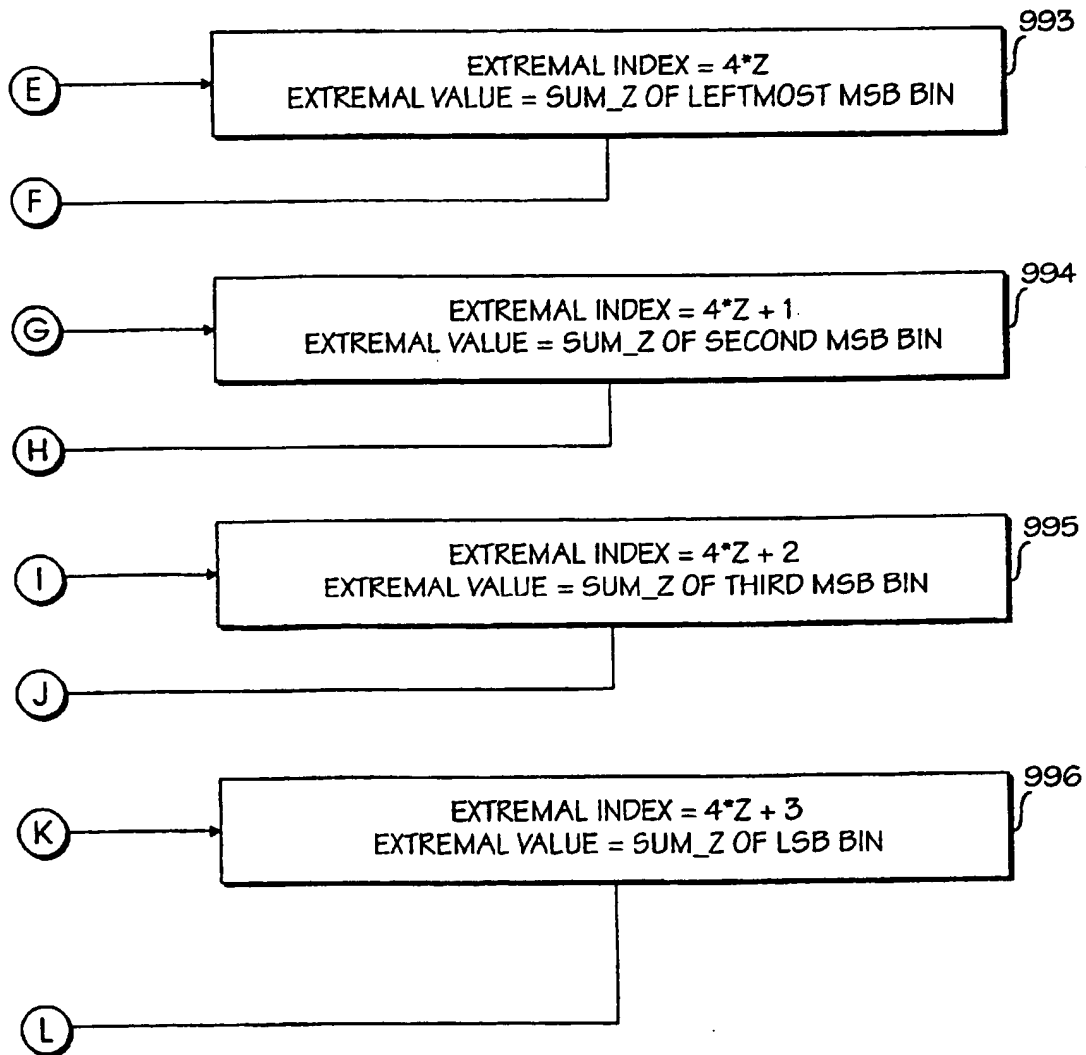 993
E
EXTREMAL INDEX = 4*Z
EXTREMAL VALUE = SUM_Z OF LEFTMOST MSB BIN
F
994
G
EXTREMAL INDEX = 4*Z + 1
EXTREMAL VALUE = SUM_Z OF SECOND MSB BIN
H
995
I
EXTREMAL INDEX = 4*Z + 2
EXTREMAL VALUE = SUM_Z OF THIRD MSB BIN
J
996
K
EXTREMAL INDEX = 4*Z + 3
EXTREMAL VALUE = SUM_Z OF LSB BIN
L